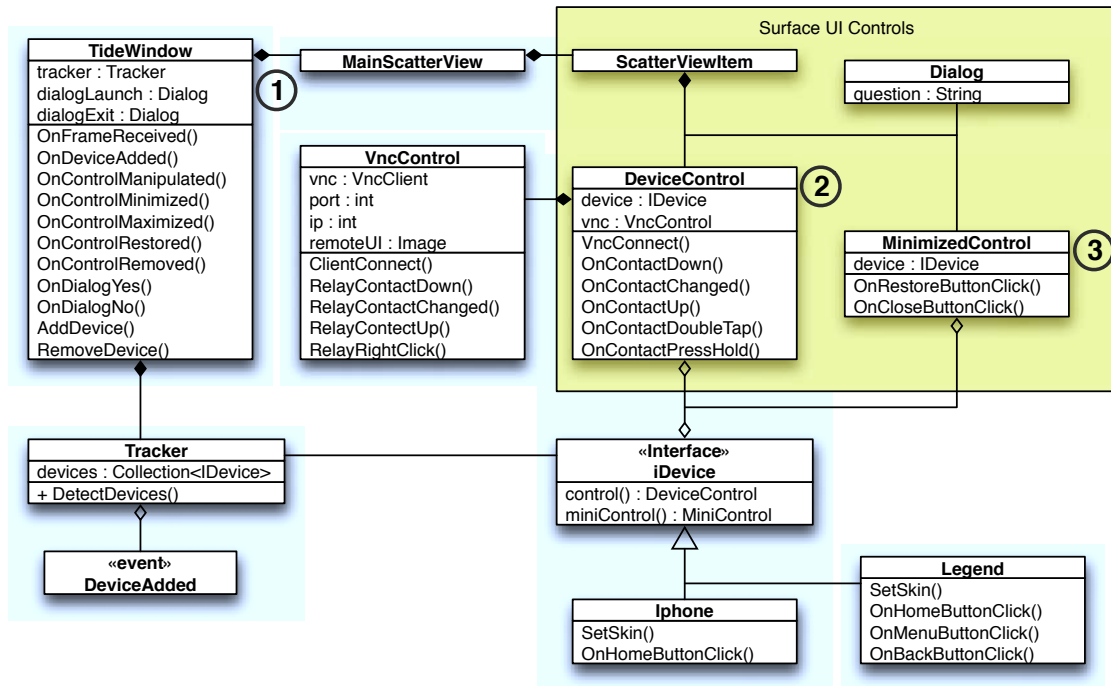 Surface UI Controls
TideWindow
tracker : Tracker
dialogLaunch : Dialog
dialogExit : Dialog
OnFrameReceived()
OnDeviceAdded()
OnControlManipulated()
OnControlMinimized()
OnControlMaximized()
OnControlRestored()
OnControlRemoved()
OnDialogYes()
OnDialogNo()
AddDevice()
RemoveDevice()
1
MainScatterView
ScatterViewItem
Dialog
question : String
VncControl
vnc : VncClient
port : int
ip : int
remoteUI : Image
ClientConnect()
RelayContactDown()
RelayContactChanged()
RelayContectUp()
RelayRightClick()
DeviceControl
device : IDevice
vnc : VncControl
VncConnect()
OnContactDown()
OnContactChanged()
OnContactUp()
OnContactDoubleTap()
OnContactPressHold()
2
MinimizedControl
device : IDevice
OnRestoreButtonClick()
OnCloseButtonClick()
3
Tracker
devices : Collection<IDevice>
+ DetectDevices()
«event»
DeviceAdded
«Interface»
iDevice
control() : DeviceControl
miniControl() : MiniControl
Iphone
SetSkin()
OnHomeButtonClick()
Legend
SetSkin()
OnHomeButtonClick()
OnMenuButtonClick()
OnBackButtonClick()